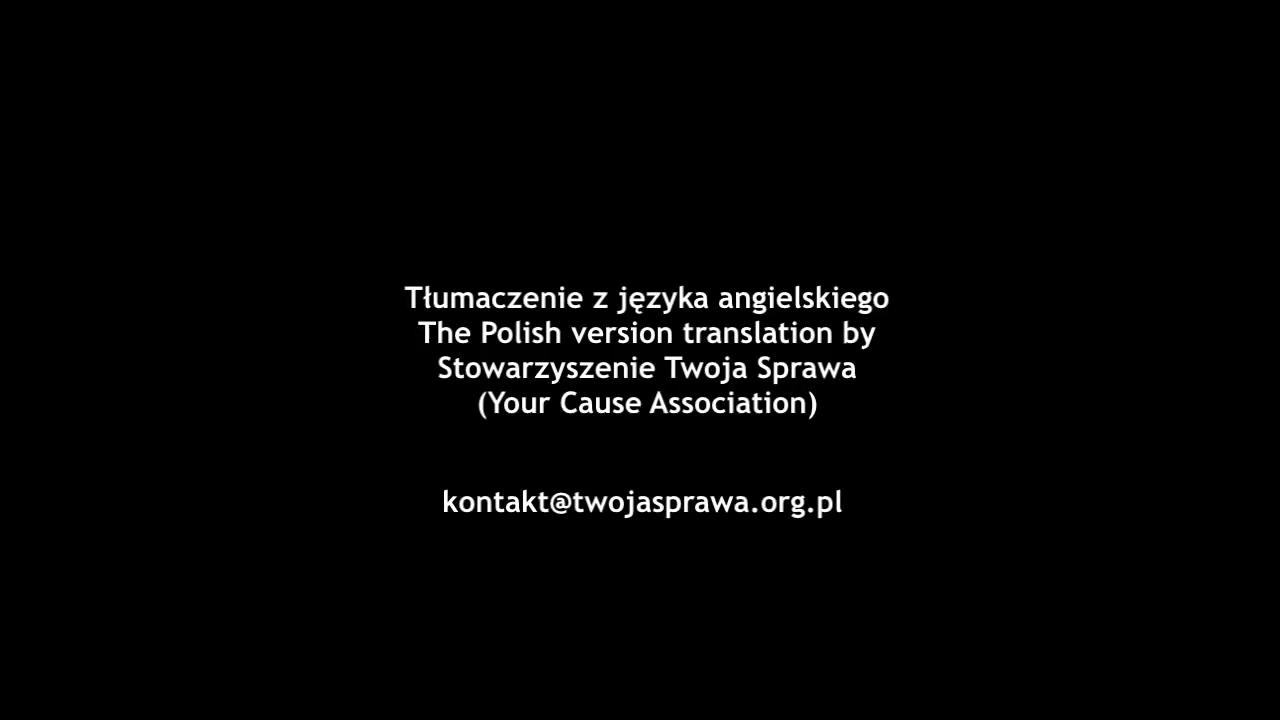 Tłumaczenie z języka angielskiego
The Polish version translation by
Stowarzyszenie Twoja Sprawa
(Your Cause Association)
kontakt@twojasprawa.org.pl